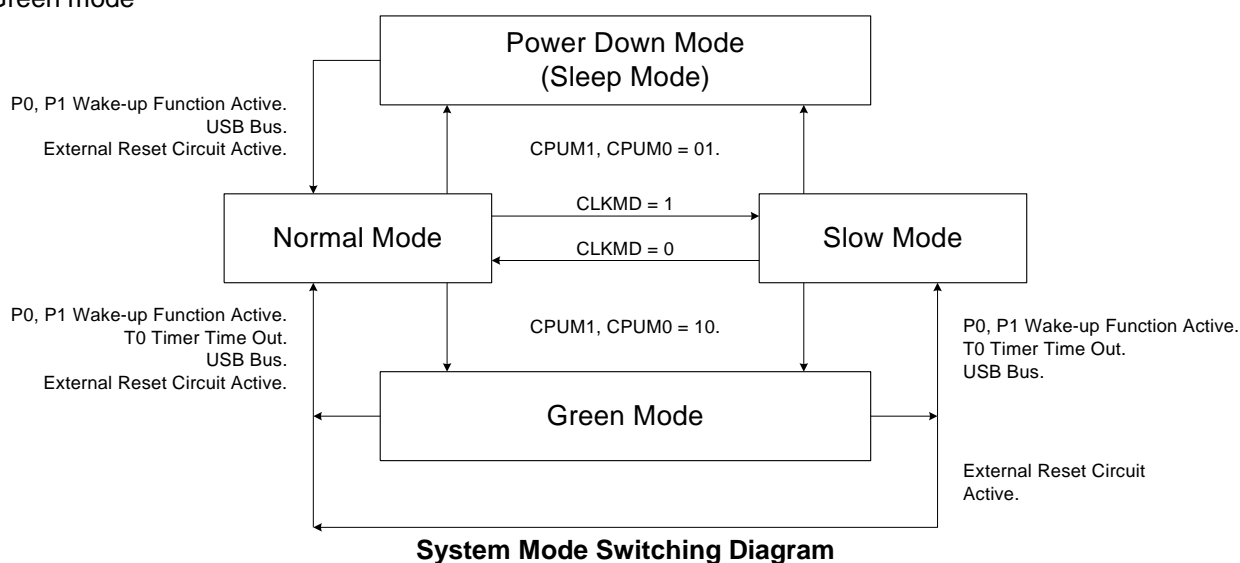 Green mode
Power Down Mode
(Sleep Mode)
P0, P1 Wake-up Function Active.
USB Bus.
External Reset Circuit Active.
CPUM1, CPUM0 = 01.
Normal Mode
CLKMD = 1
CLKMD = 0
Slow Mode
P0, P1 Wake-up Function Active.
T0 Timer Time Out.
USB Bus.
External Reset Circuit Active.
CPUM1, CPUM0 = 10.
P0, P1 Wake-up Function Active.
T0 Timer Time Out.
USB Bus.
Green Mode
External Reset Circuit
Active.
System Mode Switching Diagram